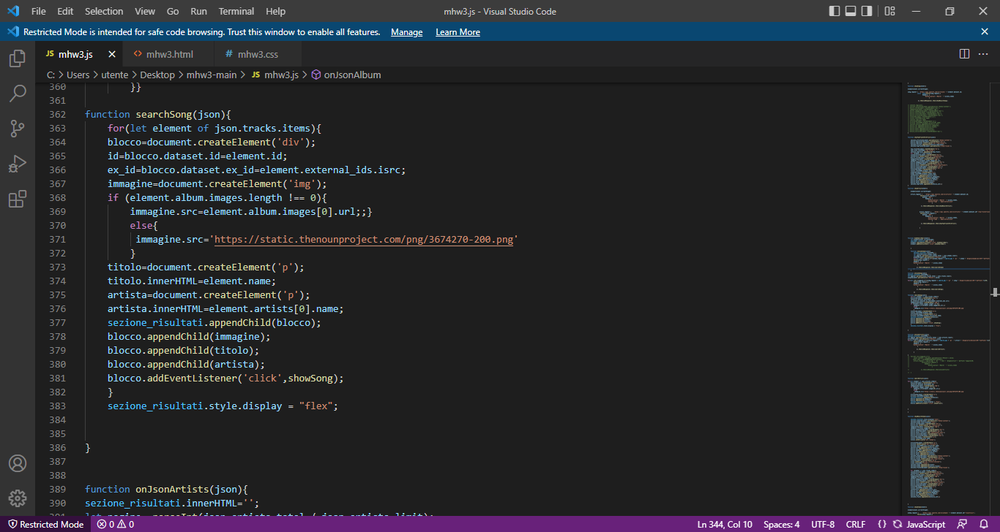 File Edit Selection View Go Run Terminal Help mhw3.js - Visual Studio Code
Restricted Mode is intended for safe code browsing. Trust this window to enable all features. Manage Learn More
JS mhw3.js <> mhw3.html # mhw3.css
C: > Users > utente > Desktop > mhw3-main > JS mhw3.js > onJsonAlbum
360 }}
361
362 function searchSong(json){
363 for(let element of json.tracks.items){
364 blocco=document.createElement('div');
365 id=blocco.dataset.id=element.id;
366 ex_id=blocco.dataset.ex_id=element.external_ids.isrc;
367 immagine=document.createElement('img');
368 if (element.album.images.length !== 0){
369 immagine.src=element.album.images[0].url;;}
370 else{
371 immagine.src='https://static.thenounproject.com/png/3674270-200.png'
372 }
373 titolo=document.createElement('p');
374 titolo.innerHTML=element.name;
375 artista=document.createElement('p');
376 artista.innerHTML=element.artists[0].name;
377 sezione_risultati.appendChild(blocco);
378 blocco.appendChild(immagine);
379 blocco.appendChild(titolo);
380 blocco.appendChild(artista);
381 blocco.addEventListener('click',showSong);
382 }
383 sezione_risultati.style.display = "flex";
384
385
386 }
387
388
389 function onJsonArtists(json){
390 sezione_risultati.innerHTML='';
Restricted Mode 0 0 Ln 344, Col 10 Spaces: 4 UTF-8 CRLF {} JavaScript